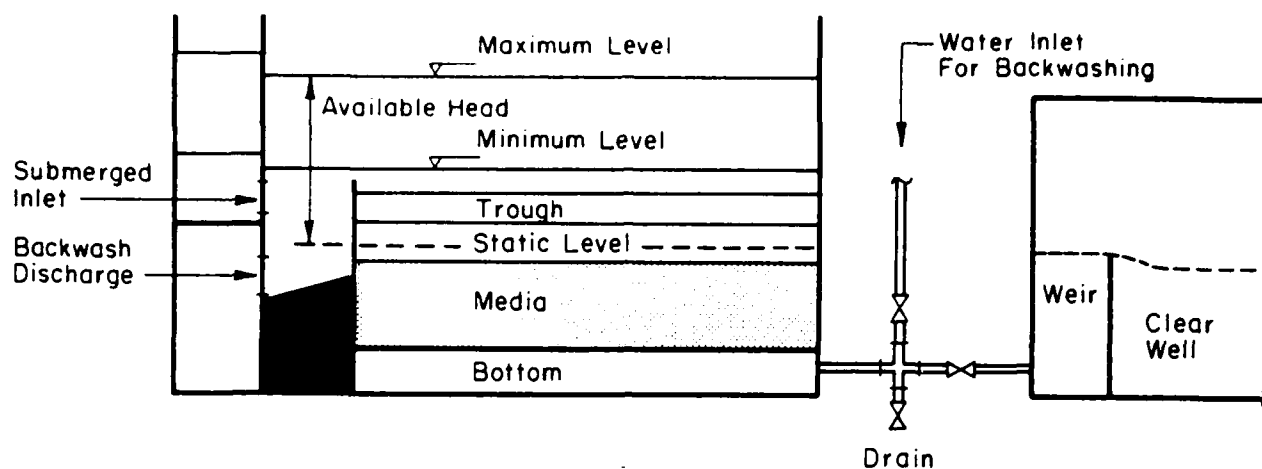 Maximum Level
Water Inlet
For Backwashing
Available Head
Minimum Level
Submerged
Inlet
Trough
Backwash
Discharge
Static Level
Media
Weir
Clear
Well
Bottom
Drain